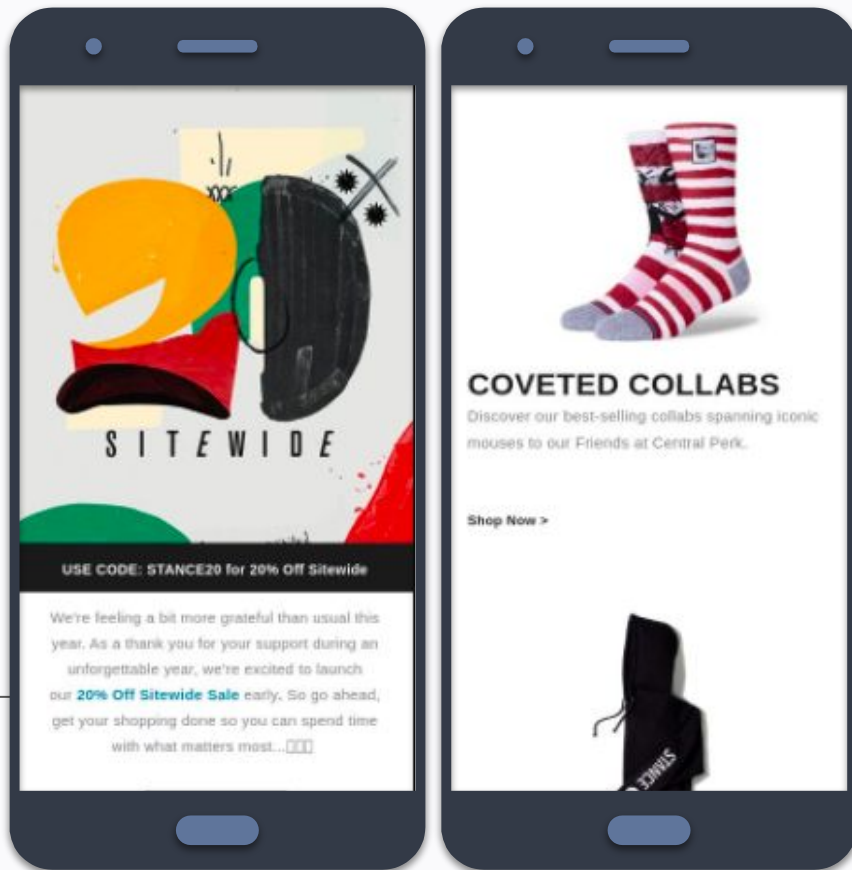 20
SITEWIDE
USE CODE: STANCE20 for 20% Off Sitewide
We're feeling a bit more grateful than usual this
year. As a thank you for your support during an
unforgettable year, we're excited to launch
our 20% Off Sitewide Sale early. So go ahead,
get your shopping done so you can spend time
with what matters most...
COVETED COLLABS
Discover our best-selling collabs spanning iconic
mouses to our Friends at Central Perk.
Shop Now >
STANCE